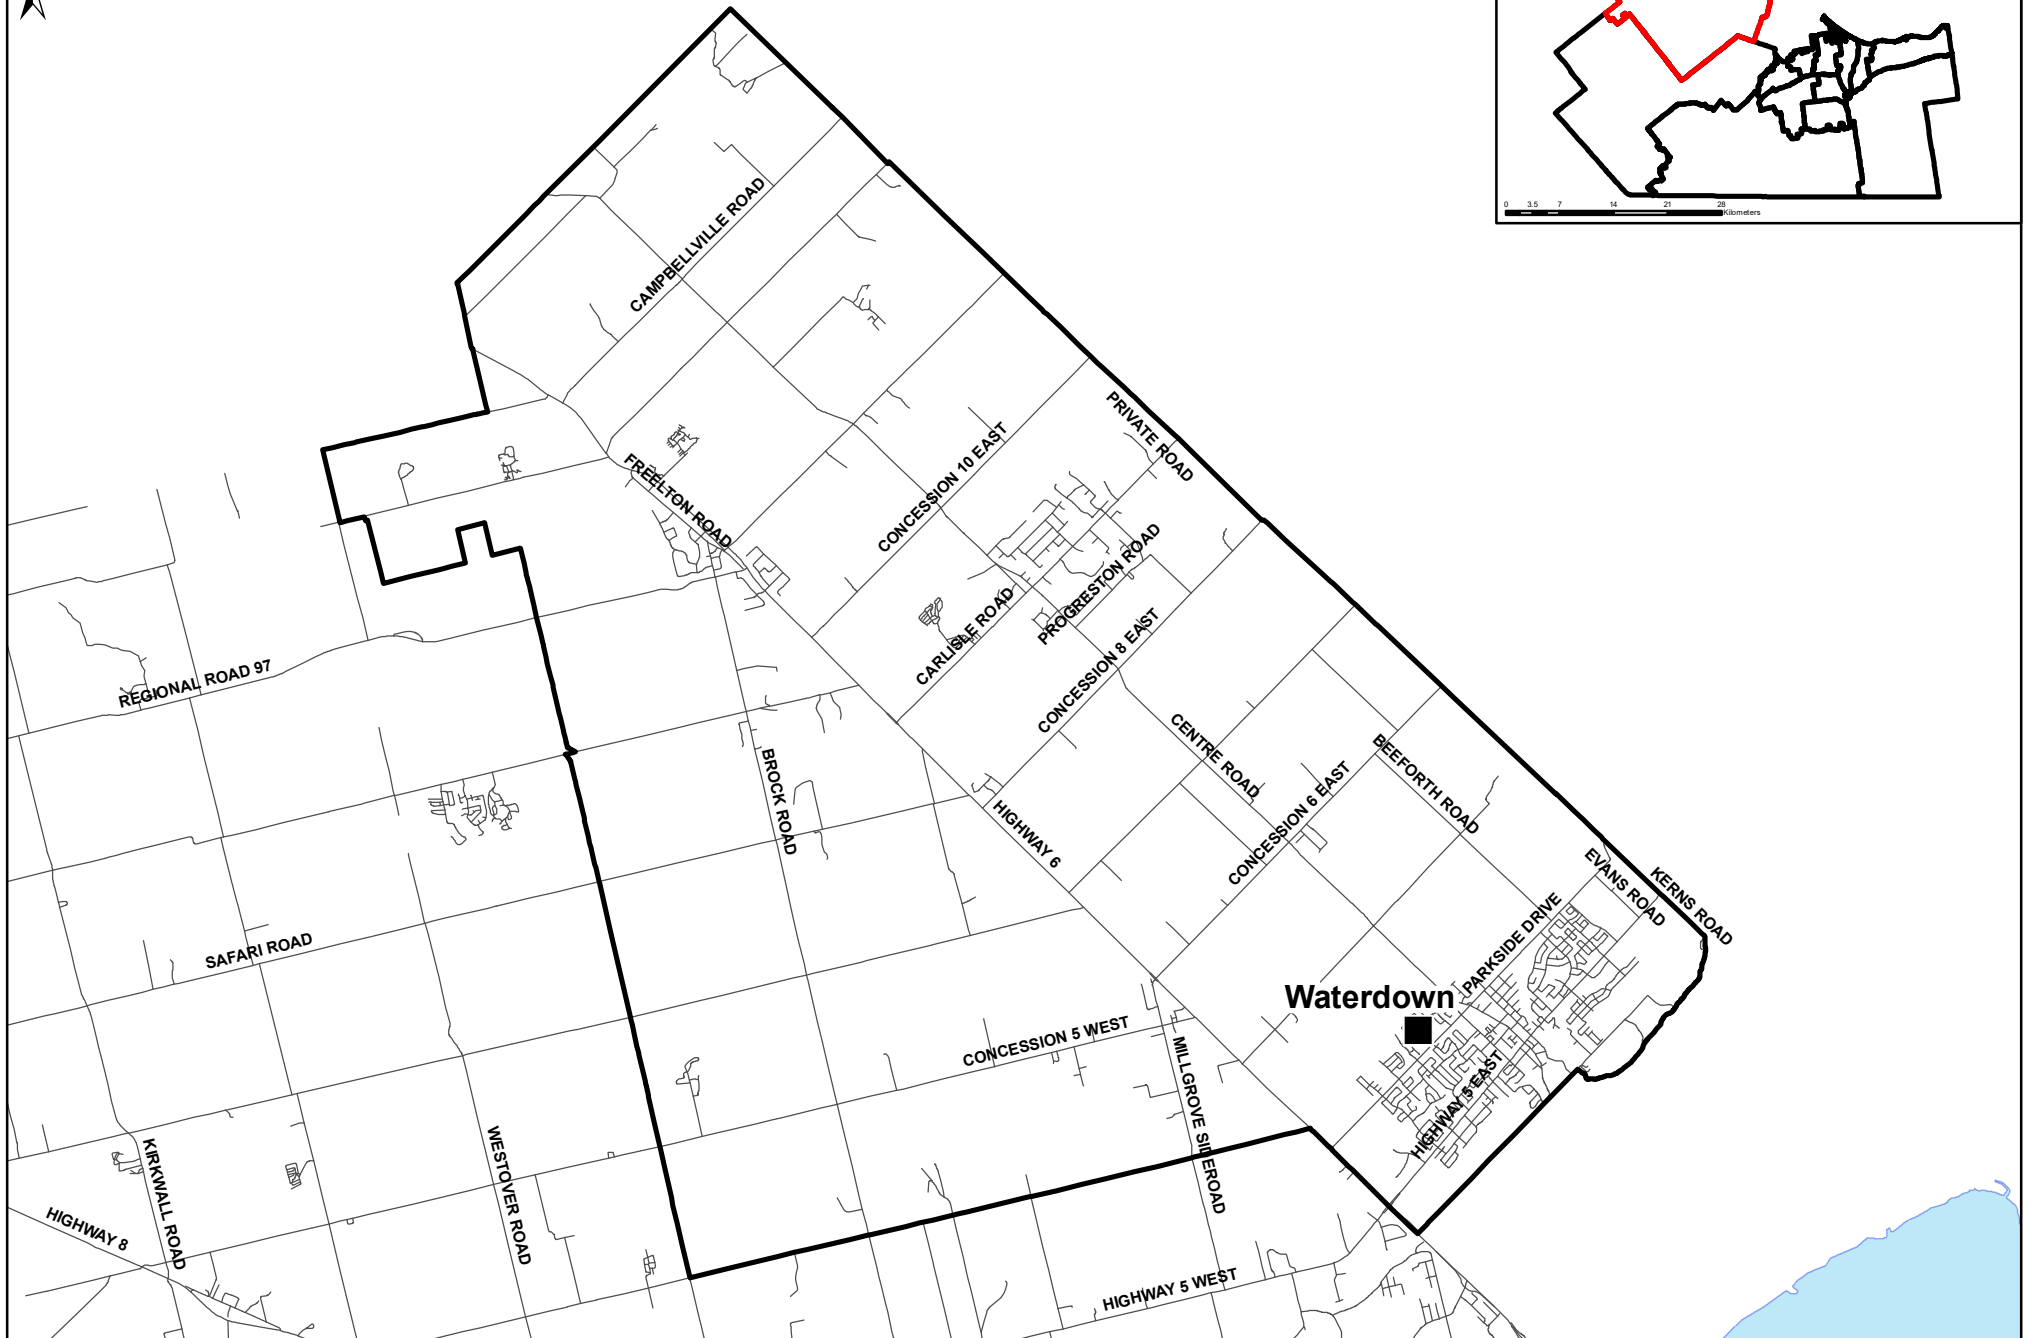 0 3.5 7 14 21 28
Kilometers
CAMPBELLVILLE ROAD
PRIVATE ROAD
FREELTON ROAD
CONCESSION 10 EAST
PROGRESTON ROAD
CARLISLE ROAD
CONCESSION 8 EAST
REGIONAL ROAD 97
CENTRE ROAD
BEEFORTH ROAD
BROCK ROAD
CONCESSION 6 EAST
HIGHWAY 6
EVANS ROAD
KERNS ROAD
PARKSIDE DRIVE
SAFARI ROAD
Waterdown
CONCESSION 5 WEST
MILLGROVE SIDEROAD
HIGHWAY 5 EAST
KIRKWALL ROAD
WESTOVER ROAD
HIGHWAY 8
HIGHWAY 5 WEST